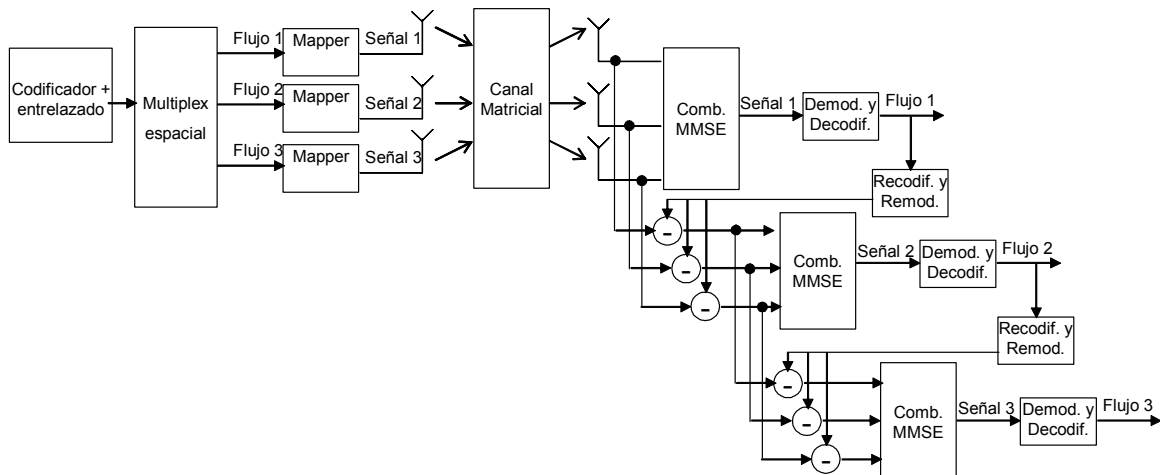 Codificador +
entrelazado
Multiplex
espacial
Flujo 1
Mapper
Señal 1
Flujo 2
Mapper
Señal 2
Flujo 3
Mapper
Señal 3
Canal
Matricial
Comb.
MMSE
Señal 1
Demod. y
Decodif.
Flujo 1
Recodif. y
Remod.
-
-
-
Comb.
MMSE
Señal 2
Demod. y
Decodif.
Flujo 2
Recodif. y
Remod.
-
-
-
Comb.
MMSE
Señal 3
Demod. y
Decodif.
Flujo 3